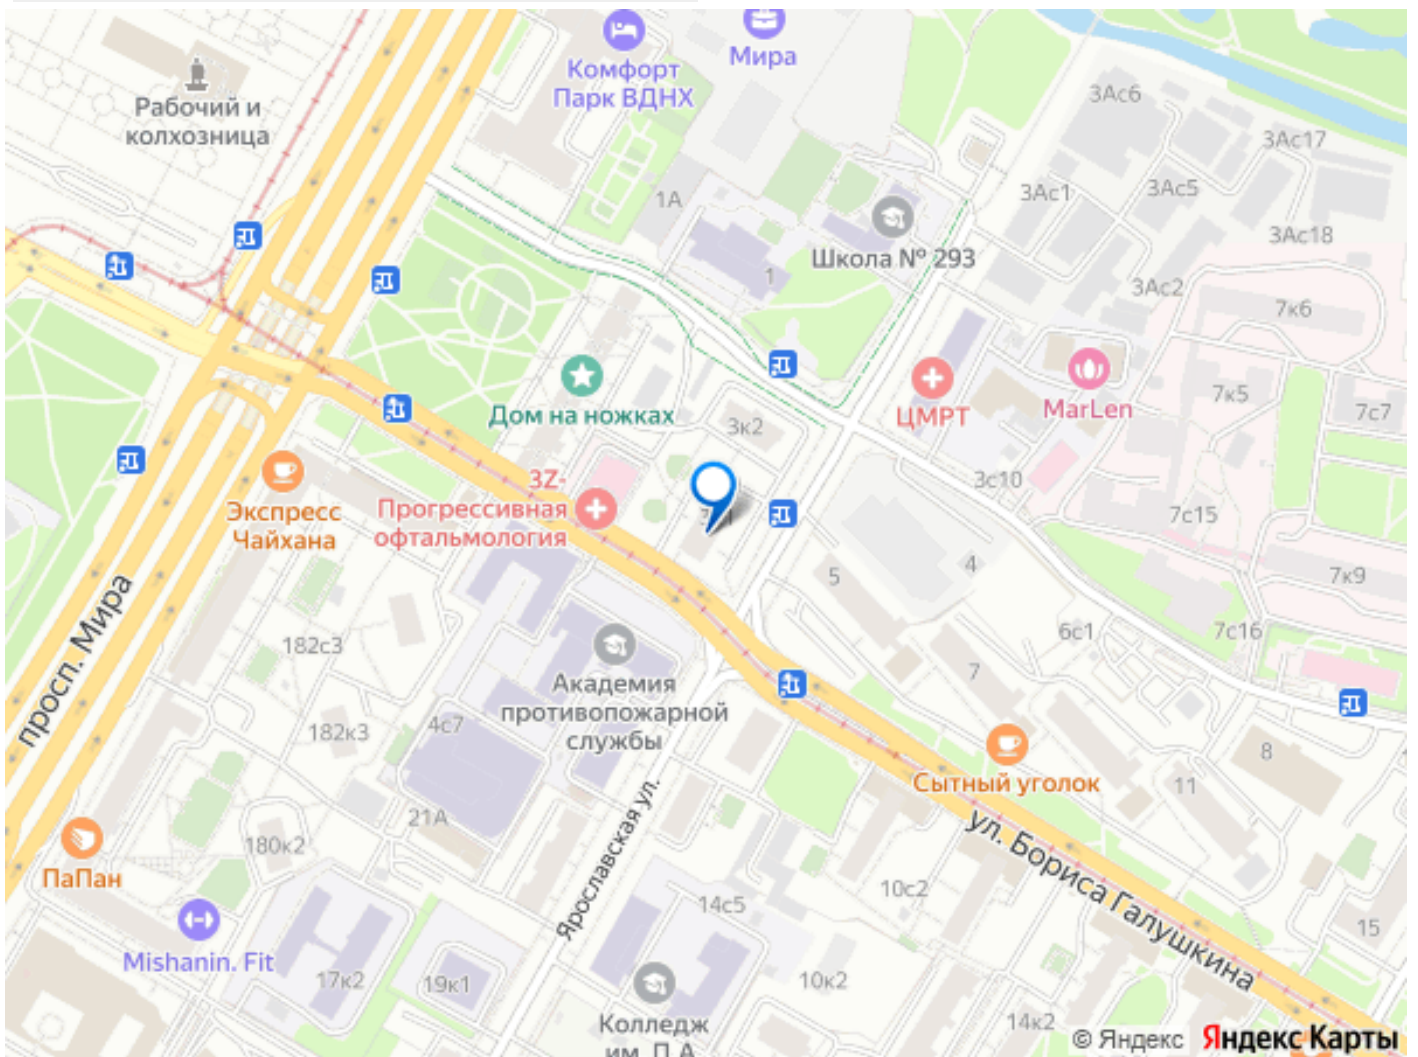 Мира
Комфорт
Парк ВДНХ
Рабочий и
колхозница
3Ас6
3Ас17
1А
3Ас1
3Ас5
Школа № 293
3Ас18
1
3Ас2
7к6
Дом на ножках
3к2
ЦМРТ
MarLen
7к5
7с7
3Z-
Прогрессивная
офтальмология
Экспресс
Чайхана
3с10
7с15
5
4
7к9
просп. Мира
182с3
6с1
7с16
7
Академия
противопожарной
службы
4с7
182к3
8
Сытный уголок
11
21А
180к2
ПаПан
Ярославская ул.
ул. Бориса Галушкина
10с2
14с5
15
Mishanin. Fit
17к2
19к1
10к2
Колледж
им. П.А.
14к2
© Яндекс Яндекс Карты